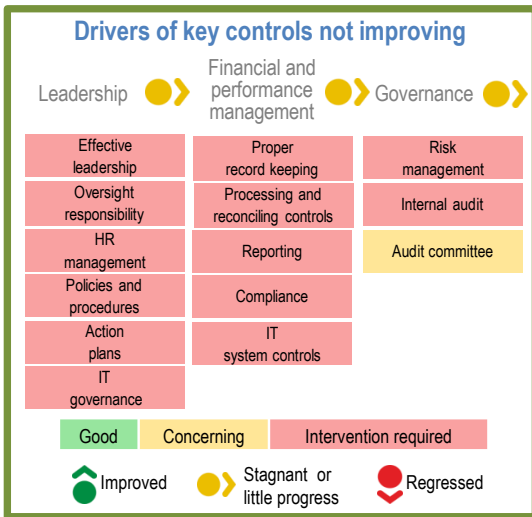 Drivers of key controls not improving
Leadership
Financial and
performance
management
Governance
Effective
leadership
Oversight
responsibility
HR
management
Policies and
procedures
Action
plans
IT
governance
Proper
record keeping
Processing and
reconciling controls
Reporting
Compliance
IT
system controls
Risk
management
Internal audit
Audit committee
Good
Concerning
Intervention required
Improved
Stagnant or
little progress
Regressed